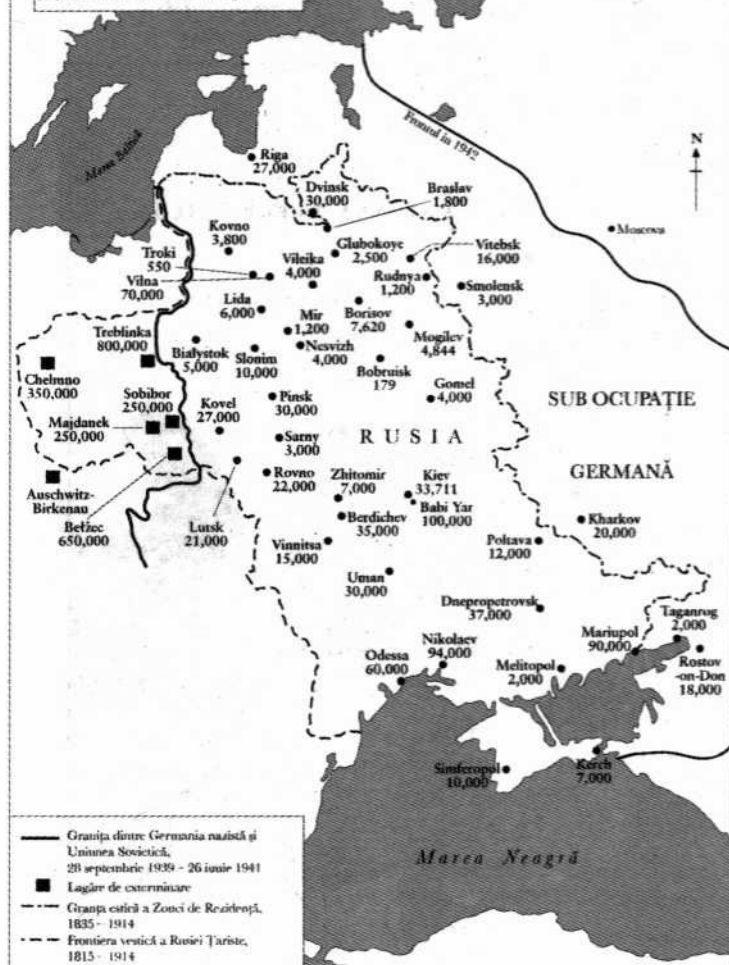 Marea Baltică
Frontul în 1942
N
Riga
27,000
Dvinsk
30,000
Braslav
1,800
Moscova
Kovno
3,800
Glubokoye
2,500
Vitebsk
16,000
Troki
550
Vileika
4,000
Rudnya
1,200
Smolensk
3,000
Vilna
70,000
Lida
6,000
Mir
1,200
Borisov
7,620
Mogilev
4,844
Treblinka
800,000
Białystok
5,000
Slonim
10,000
Nesvizh
4,000
Bobruisk
179
Chełmno
350,000
Sobibor
250,000
Kovel
27,000
Pinsk
30,000
Gomel
4,000
SUB OCUPAȚIE
GERMANĂ
Majdanek
250,000
Sarny
3,000
RUSIA
Auschwitz-
Birkenau
Rovno
22,000
Zhitomir
7,000
Kiev
33,711
Babi Yar
100,000
Bełżec
650,000
Lutsk
21,000
Berdichev
35,000
Kharkov
20,000
Vinnitsa
15,000
Poltava
12,000
Uman
30,000
Dnepropetrovsk
37,000
Taganrog
2,000
Odessa
60,000
Nikolaev
94,000
Mariupol
90,000
Melitopol
2,000
Rostov
-on-Don
18,000
Simferopol
10,000
Kerch
7,000
Marea Neagră
Granița dintre Germania nazistă și
Uniunea Sovietică,
28 septembrie 1939 - 26 iunie 1941
Lagăre de exterminare
Granța estică a Zonei de Rezidență,
1835 - 1914
Frontiera vestică a Rusiei Țariste,
1815 - 1914